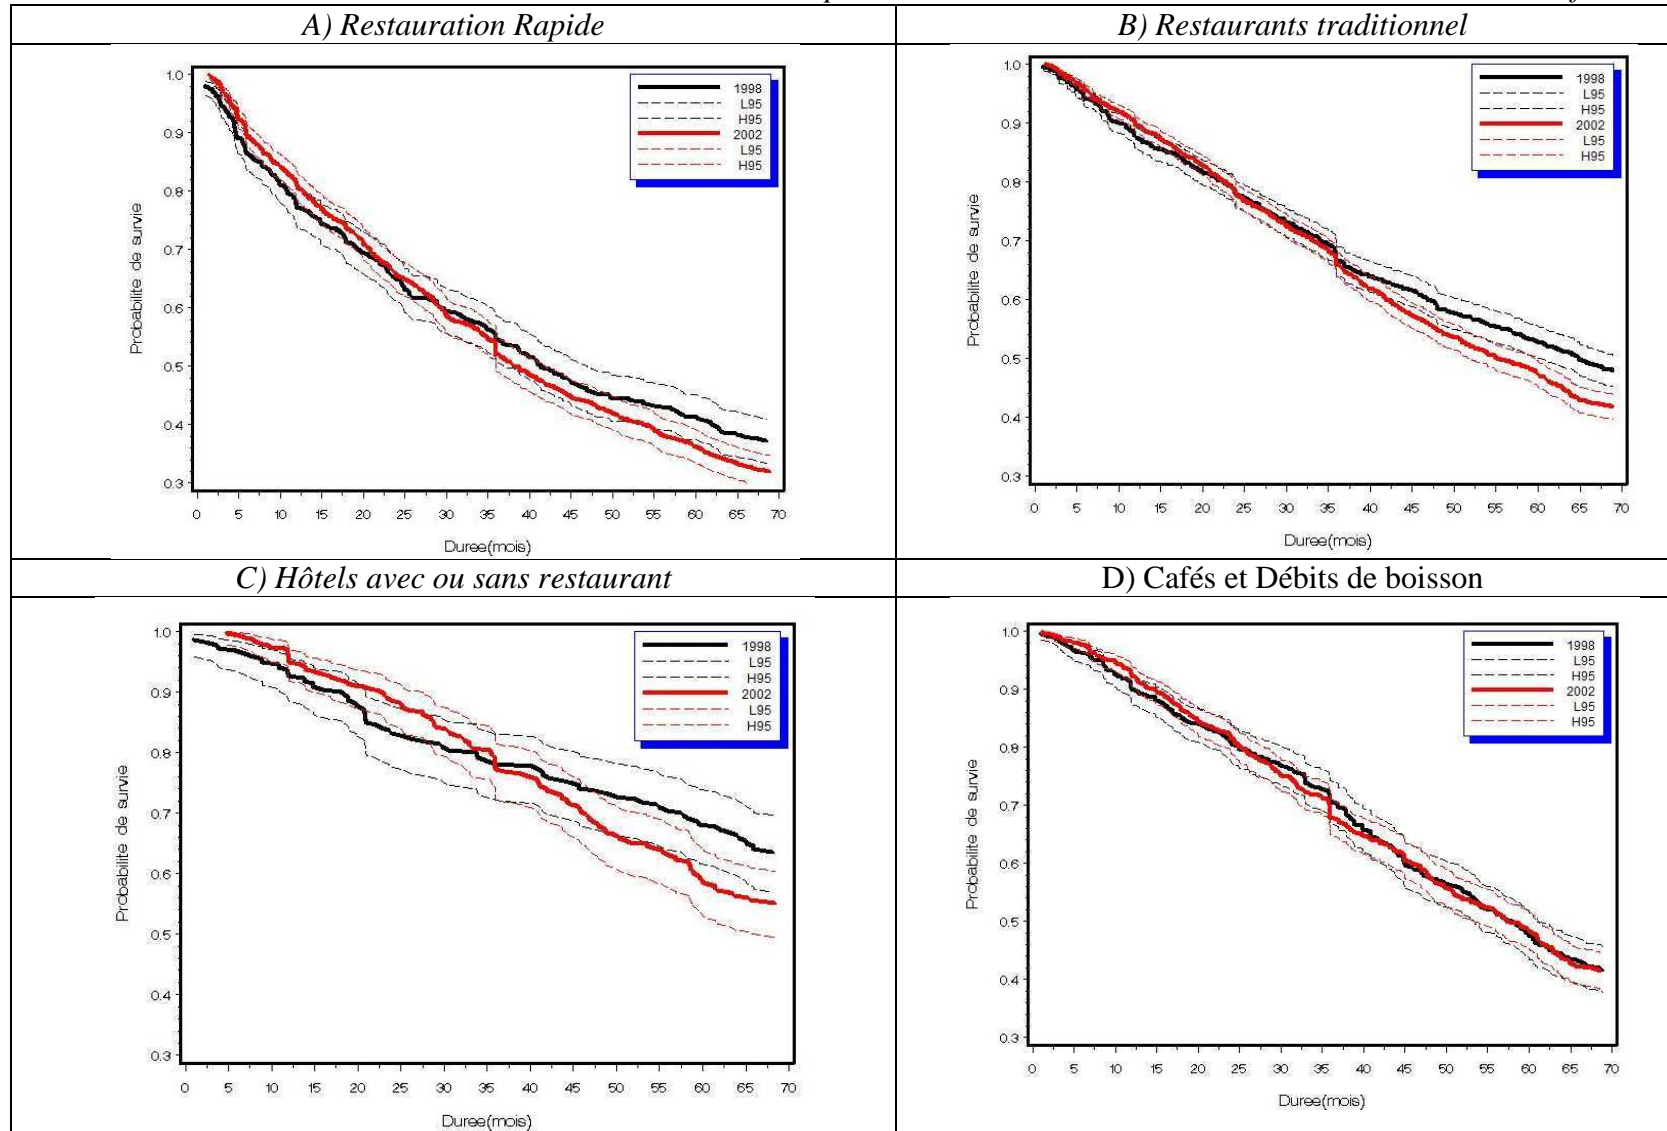 A) Restauration Rapide
1.0
0.9
0.8
0.7
0.6
0.5
0.4
0.3
Probabilite de survie
1998
L95
H95
2002
L95
H95
0 5 10 15 20 25 30 35 40 45 50 55 60 65 70
Duree(mois)
B) Restaurants traditionnel
1.0
0.9
0.8
0.7
0.6
0.5
0.4
0.3
Probabilite de survie
1998
L95
H95
2002
L95
H95
0 5 10 15 20 25 30 35 40 45 50 55 60 65 70
Duree(mois)
C) Hôtels avec ou sans restaurant
1.0
0.9
0.8
0.7
0.6
0.5
0.4
0.3
Probabilite de survie
1998
L95
H95
2002
L95
H95
0 5 10 15 20 25 30 35 40 45 50 55 60 65 70
Duree(mois)
D) Cafés et Débits de boisson
1.0
0.9
0.8
0.7
0.6
0.5
0.4
0.3
Probabilite de survie
1998
L95
H95
2002
L95
H95
0 5 10 15 20 25 30 35 40 45 50 55 60 65 70
Duree(mois)